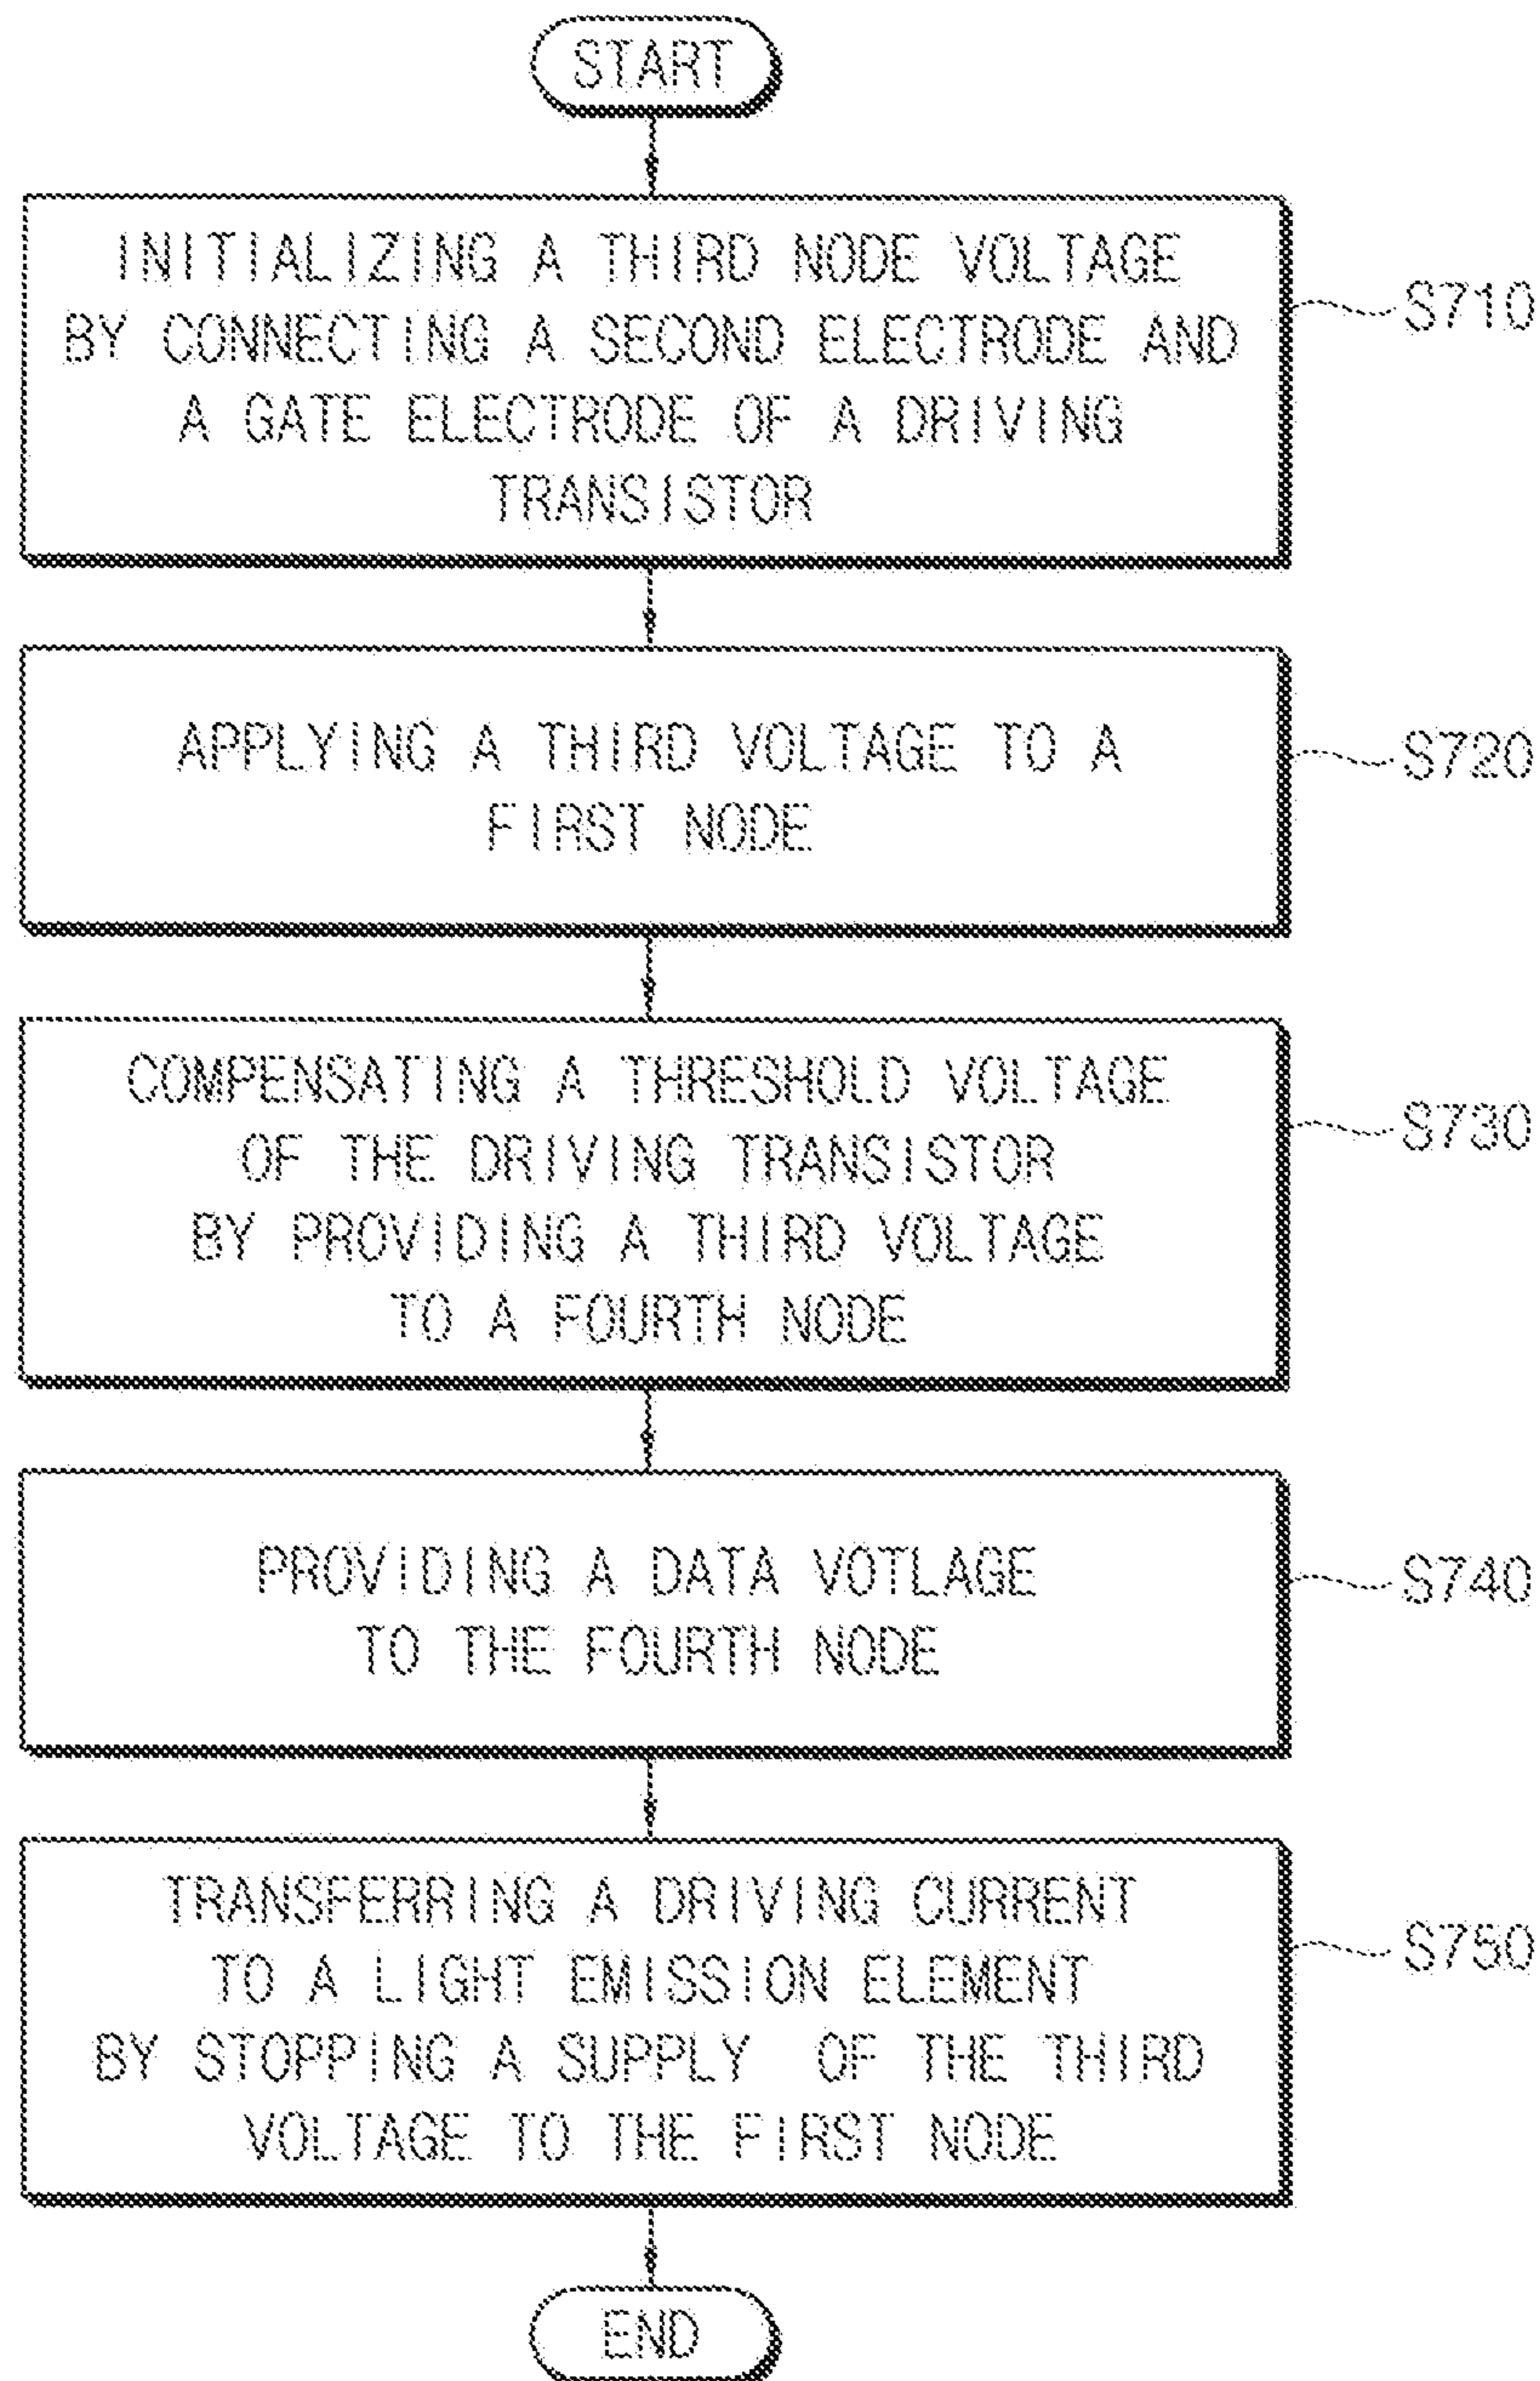 START
INITIALIZING A THIRD NODE VOLTAGE
BY CONNECTING A SECOND ELECTRODE AND
A GATE ELECTRODE OF A DRIVING
TRANSISTOR
S710
APPLYING A THIRD VOLTAGE TO A
FIRST NODE
S720
COMPENSATING A THRESHOLD VOLTAGE
OF THE DRIVING TRANSISTOR
BY PROVIDING A THIRD VOLTAGE
TO A FOURTH NODE
S730
PROVIDING A DATA VOTLAGE
TO THE FOURTH NODE
S740
TRANSFERRING A DRIVING CURRENT
TO A LIGHT EMISSION ELEMENT
BY STOPPING A SUPPLY OF THE THIRD
VOLTAGE TO THE FIRST NODE
S750
END